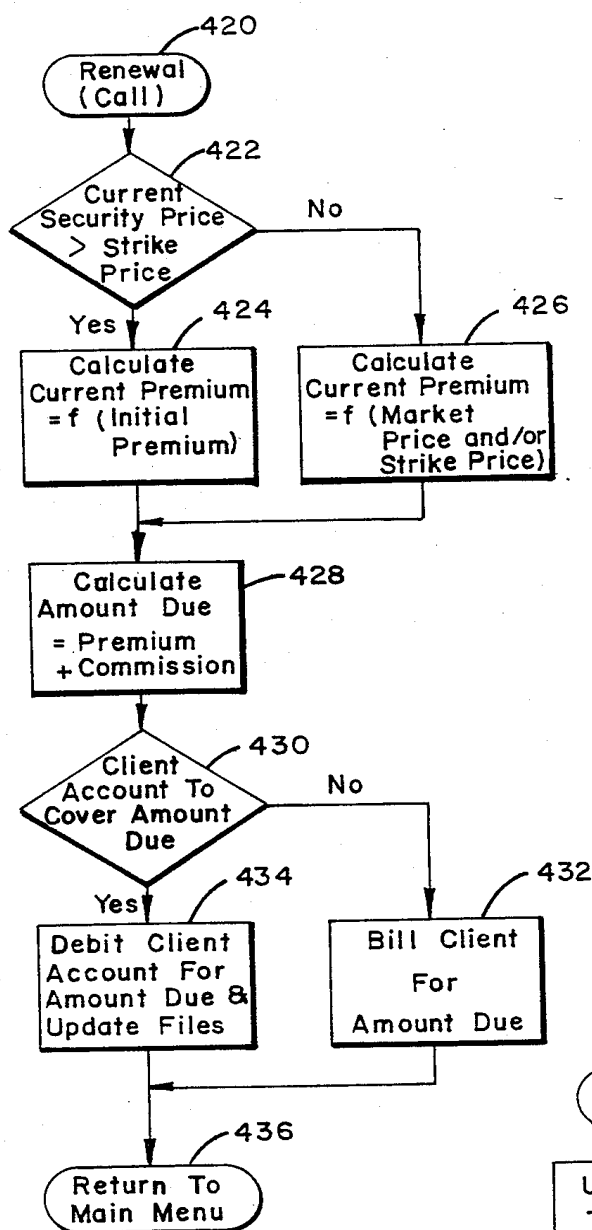 420
Renewal
(Call)
422
Current
Security Price
> Strike
Price
No
Yes
424
Calculate
Current Premium
=f (Initial
Premium)
426
Calculate
Current Premium
=f (Market
Price and/or
Strike Price)
428
Calculate
Amount Due
= Premium
+ Commission
430
Client
Account To
Cover Amount
Due
No
Yes
434
Debit Client
Account For
Amount Due &
Update Files
432
Bill Client
For
Amount Due
436
Return To
Main Menu